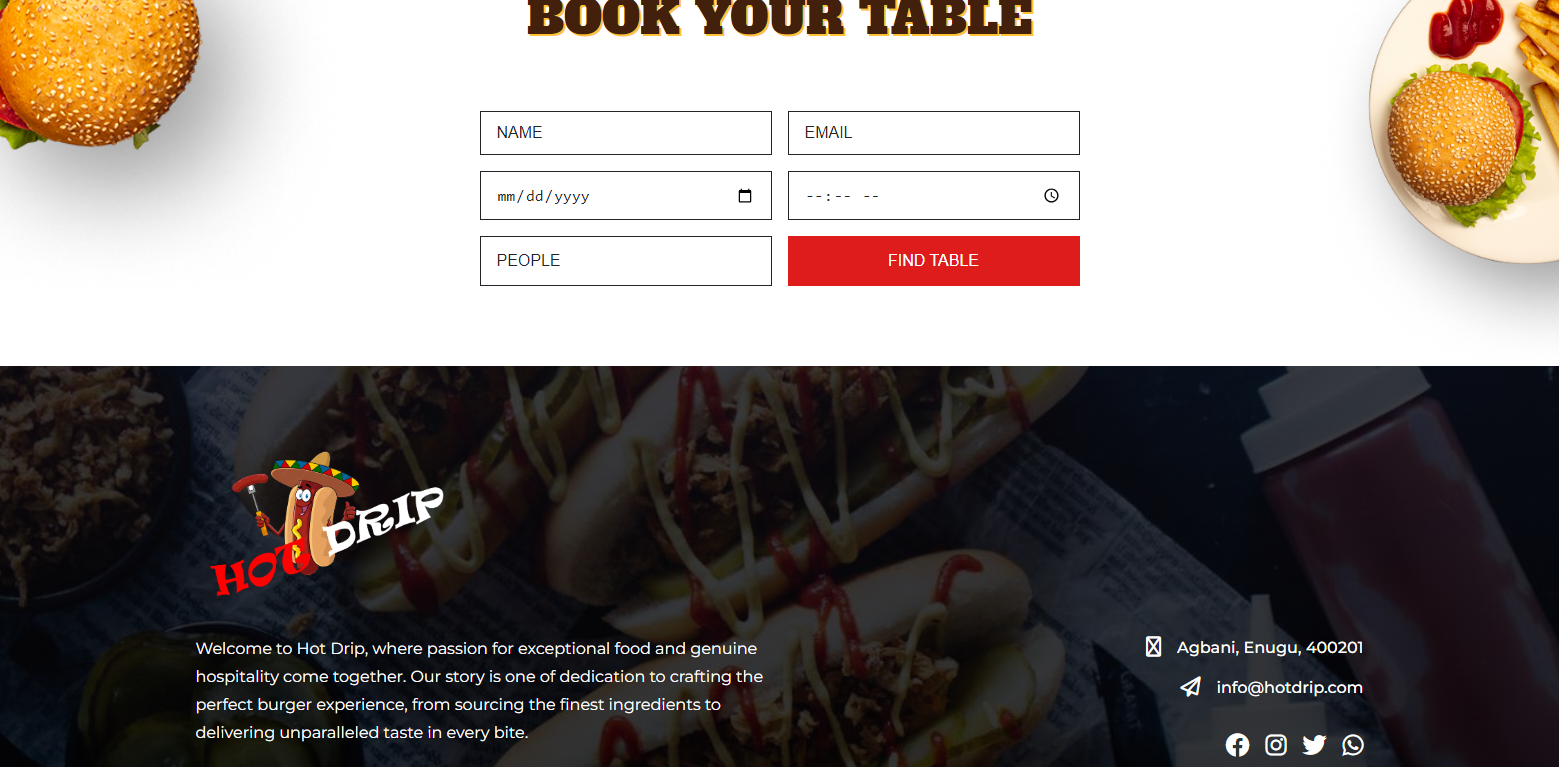 BOOK YOUR TABLE
NAME
EMAIL
mm/dd/yyyy
--:-- --
PEOPLE
FIND TABLE
HOT DRIP
Welcome to Hot Drip, where passion for exceptional food and genuine
hospitality come together. Our story is one of dedication to crafting the
perfect burger experience, from sourcing the finest ingredients to
delivering unparalleled taste in every bite.
Agbani, Enugu, 400201
info@hotdrip.com